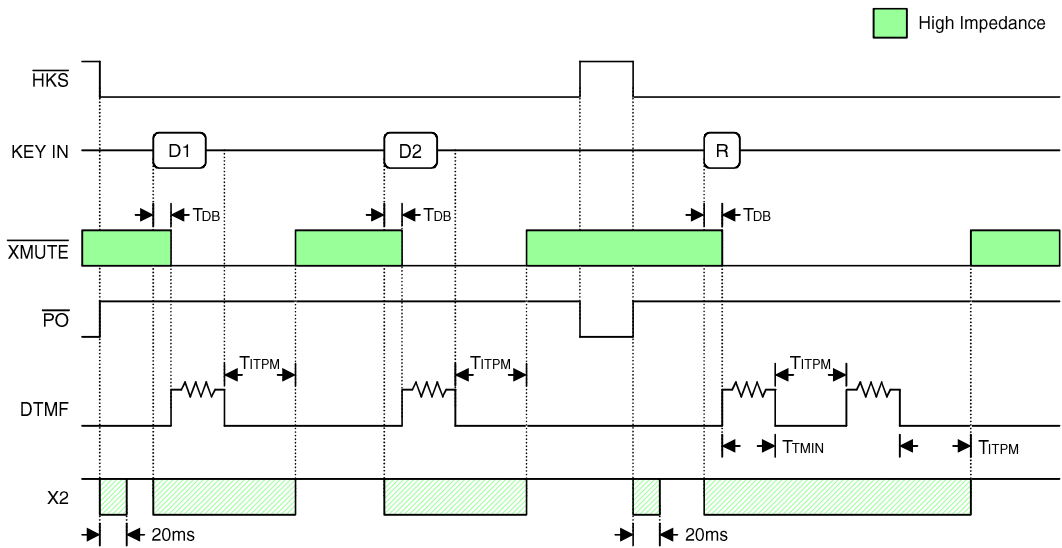 High Impedance
HKS
KEY IN D1 D2 R
TDB TDB TDB
XMUTE
PO
TITPM TITPM TITPM
DTMF
TTMIN TITPM
X2
20ms 20ms